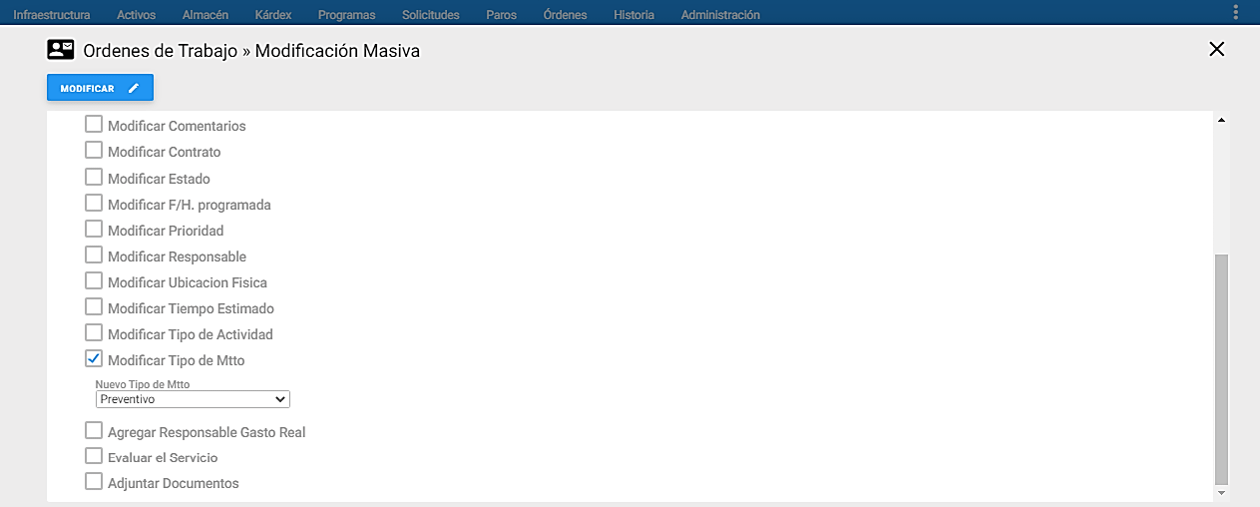 Infraestructura Activos Almacén Kárdex Programas Solicitudes Paros Órdenes Historia Administración
Ordenes de Trabajo » Modificación Masiva
MODIFICAR
Modificar Comentarios
Modificar Contrato
Modificar Estado
Modificar F/H. programada
Modificar Prioridad
Modificar Responsable
Modificar Ubicacion Fisica
Modificar Tiempo Estimado
Modificar Tipo de Actividad
Modificar Tipo de Mtto
Nuevo Tipo de Mtto
Preventivo
Agregar Responsable Gasto Real
Evaluar el Servicio
Adjuntar Documentos